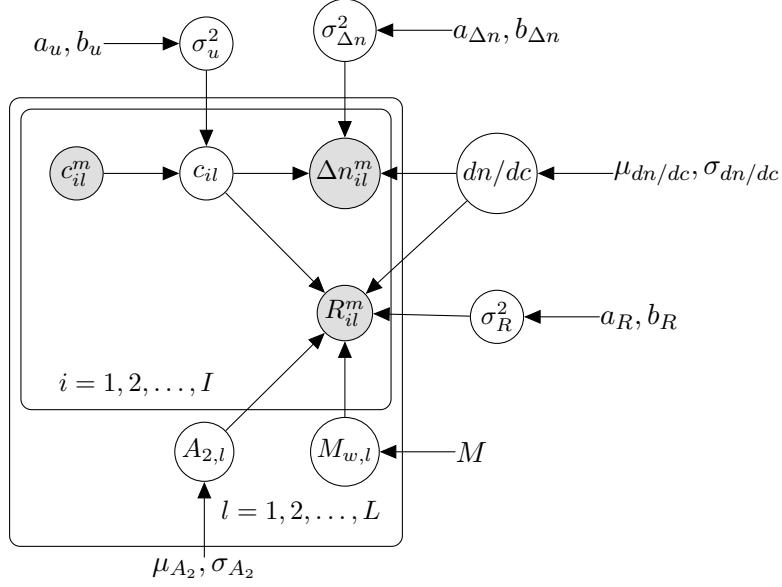 a_u, b_u
σ_u^2
σ_{Δn}^2
a_{Δn}, b_{Δn}
c_{il}^m
c_{il}
Δn_{il}^m
dn/dc
μ_{dn/dc}, σ_{dn/dc}
R_{il}^m
σ_R^2
a_R, b_R
i = 1, 2, . . . , I
A_{2,l}
M_{w,l}
M
l = 1, 2, . . . , L
μ_{A_2}, σ_{A_2}